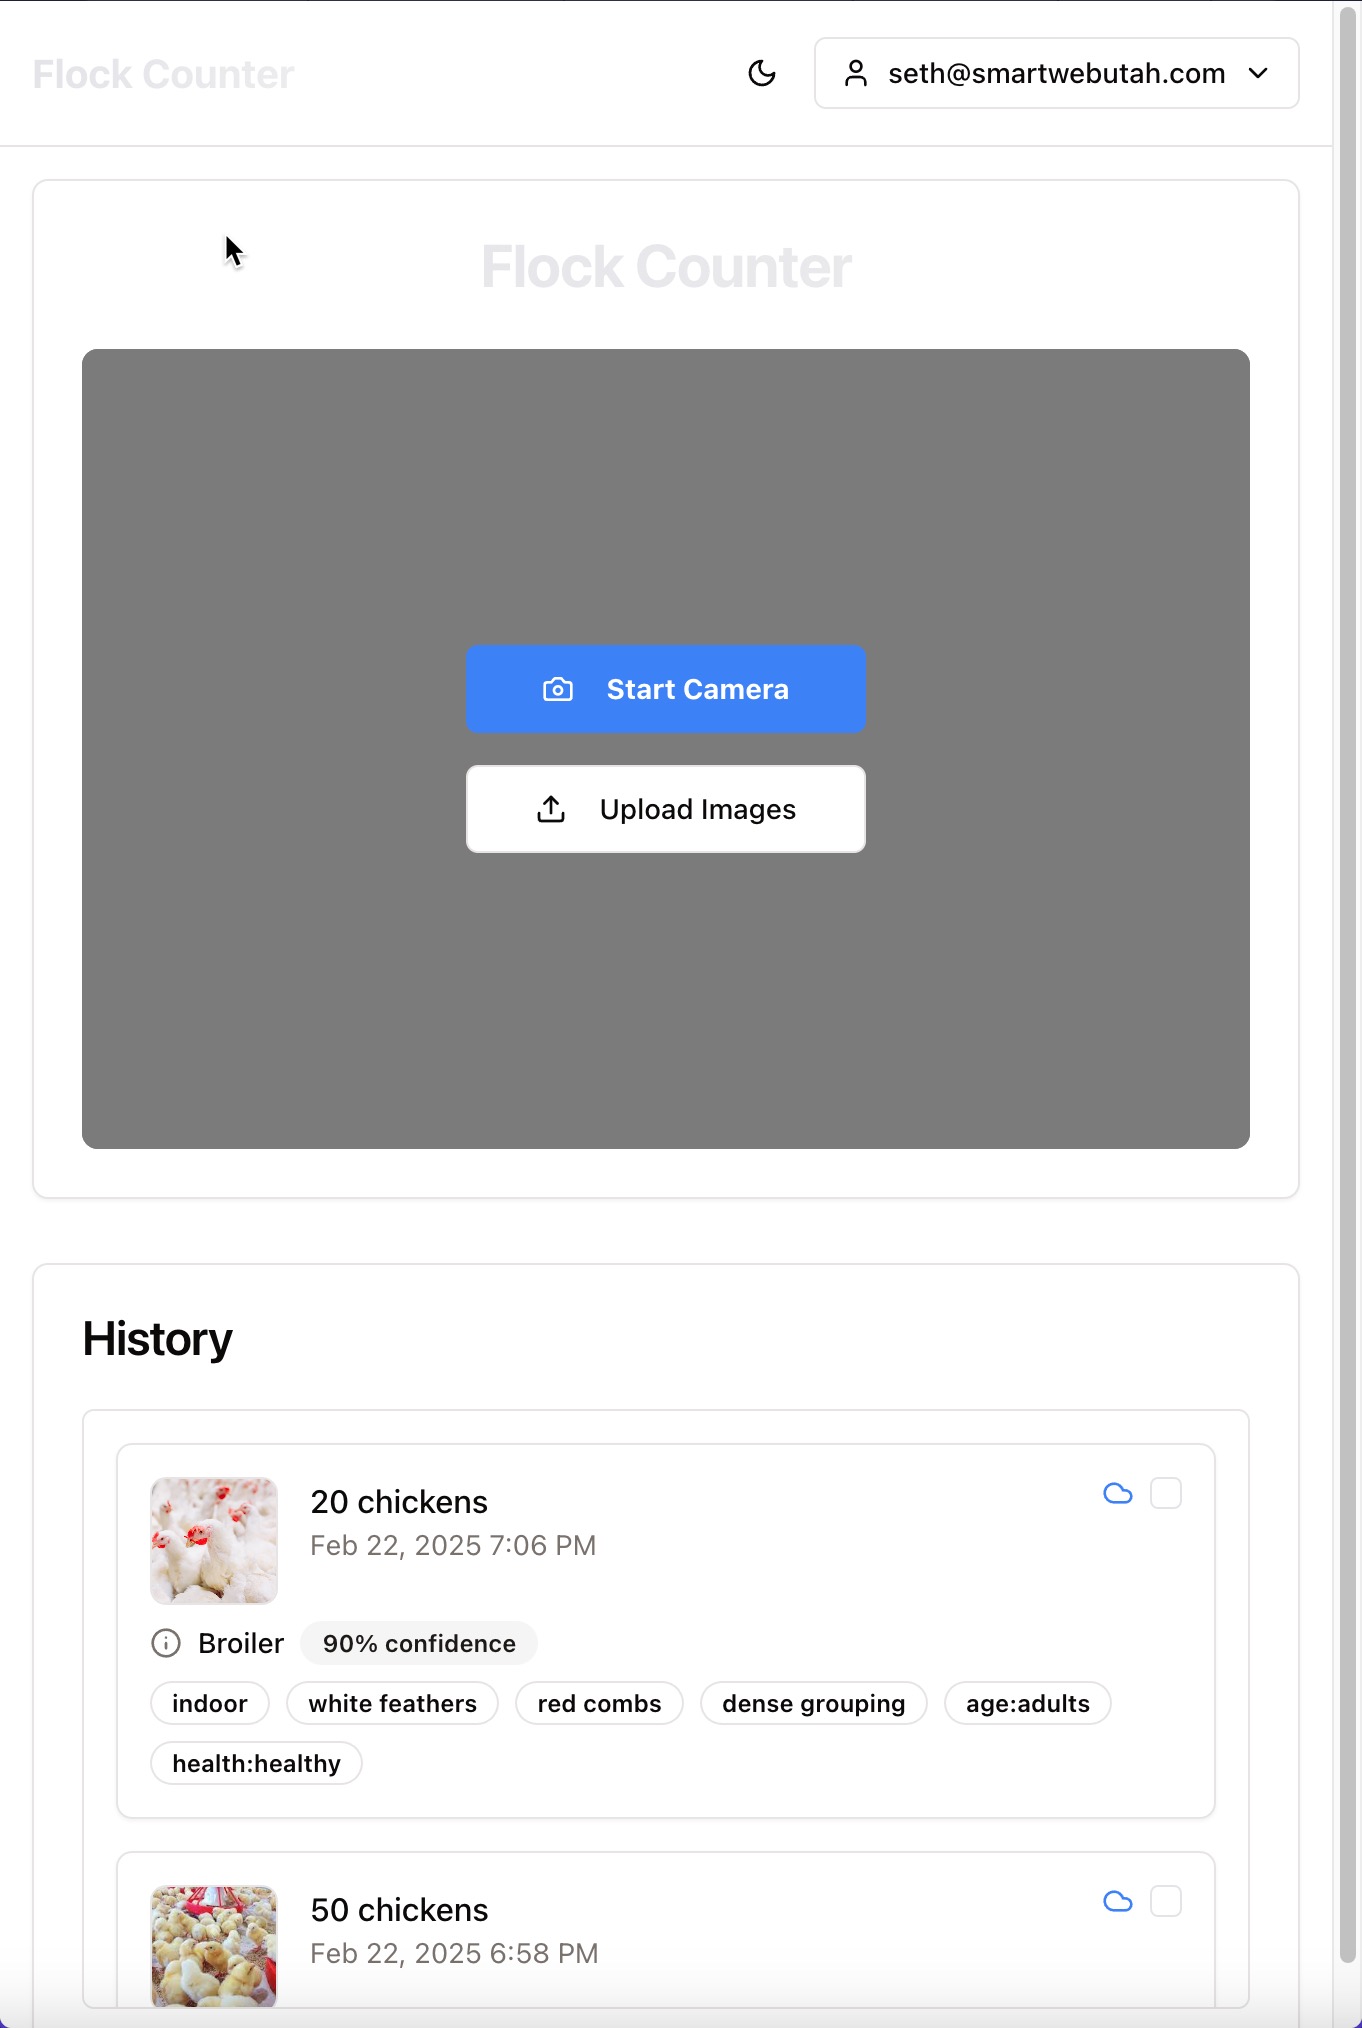 Flock Counter
seth@smartwebutah.com
Flock Counter
Start Camera
Upload Images
History
20 chickens
Feb 22, 2025 7:06 PM
Broiler 90% confidence
indoor white feathers red combs dense grouping age:adults
health:healthy
50 chickens
Feb 22, 2025 6:58 PM